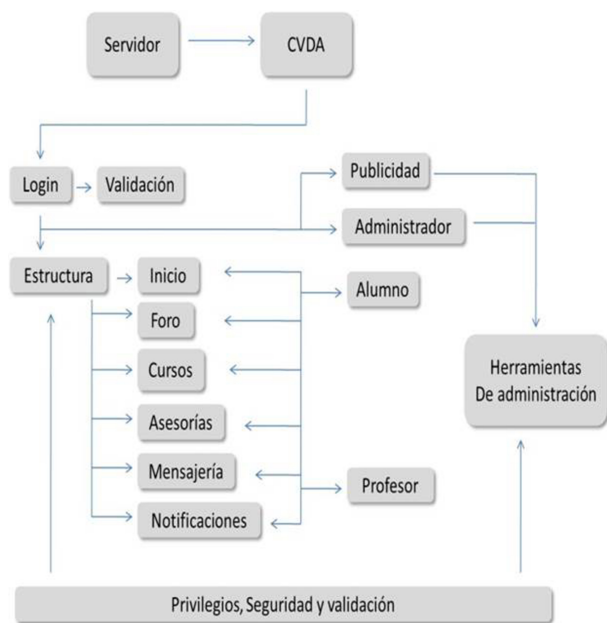 Servidor
CVDA
Login
Validación
Publicidad
Administrador
Estructura
Inicio
Alumno
Foro
Cursos
Herramientas
De administración
Asesorías
Mensajería
Profesor
Notificaciones
Privilegios, Seguridad y validación